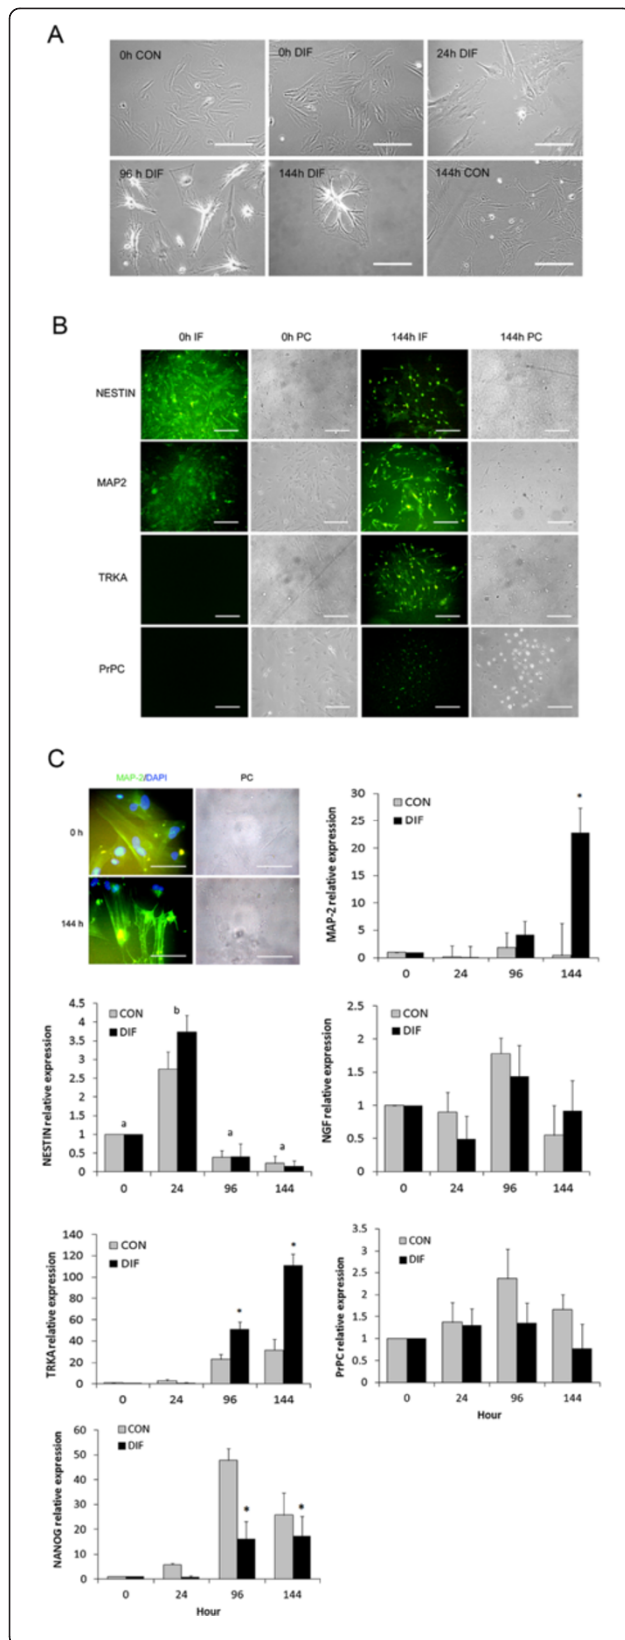 A
0h CON
0h DIF
24h DIF
96 h DIF
144h DIF
144h CON
B
0h IF
0h PC
144h IF
144h PC
NESTIN
MAP2
TRKA
PrPC
C
MAP-2/DAPI
PC
0 h
144 h
MAP-2 relative expression
30
25
20
15
10
5
0
CON
DIF
*
0
24
96
144
NESTIN relative expression
4.5
4
3.5
3
2.5
2
1.5
1
0.5
0
CON
DIF
a
b
a
a
0
24
96
144
NGF relative expression
2.5
2
1.5
1
0.5
0
CON
DIF
0
24
96
144
TRKA relative expression
140
120
100
80
60
40
20
0
CON
DIF
*
*
0
24
96
144
PrPC relative expression
3.5
3
2.5
2
1.5
1
0.5
0
CON
DIF
0
24
96
144
Hour
NANOG relative expression
60
50
40
30
20
10
0
CON
DIF
*
*
0
24
96
144
Hour